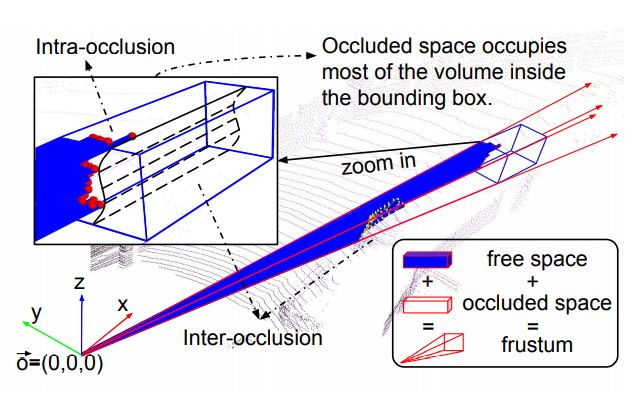 Intra-occlusion
Occluded space occupies
most of the volume inside
the bounding box.
zoom in
free space
+ +
occluded space
= =
frustum
z
x
y
o=(0,0,0)
Inter-occlusion